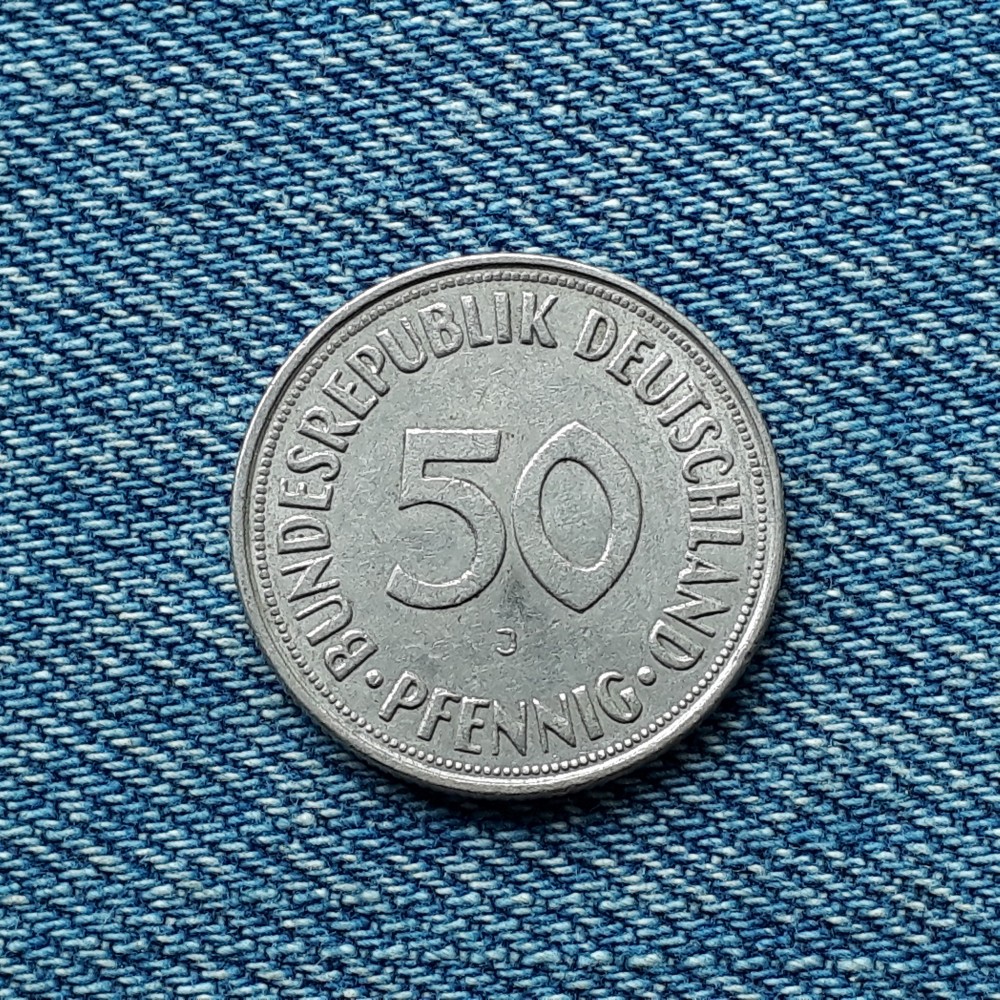 BUNDESREPUBLIK DEUTSCHLAND
50
J
· PFENNIG ·